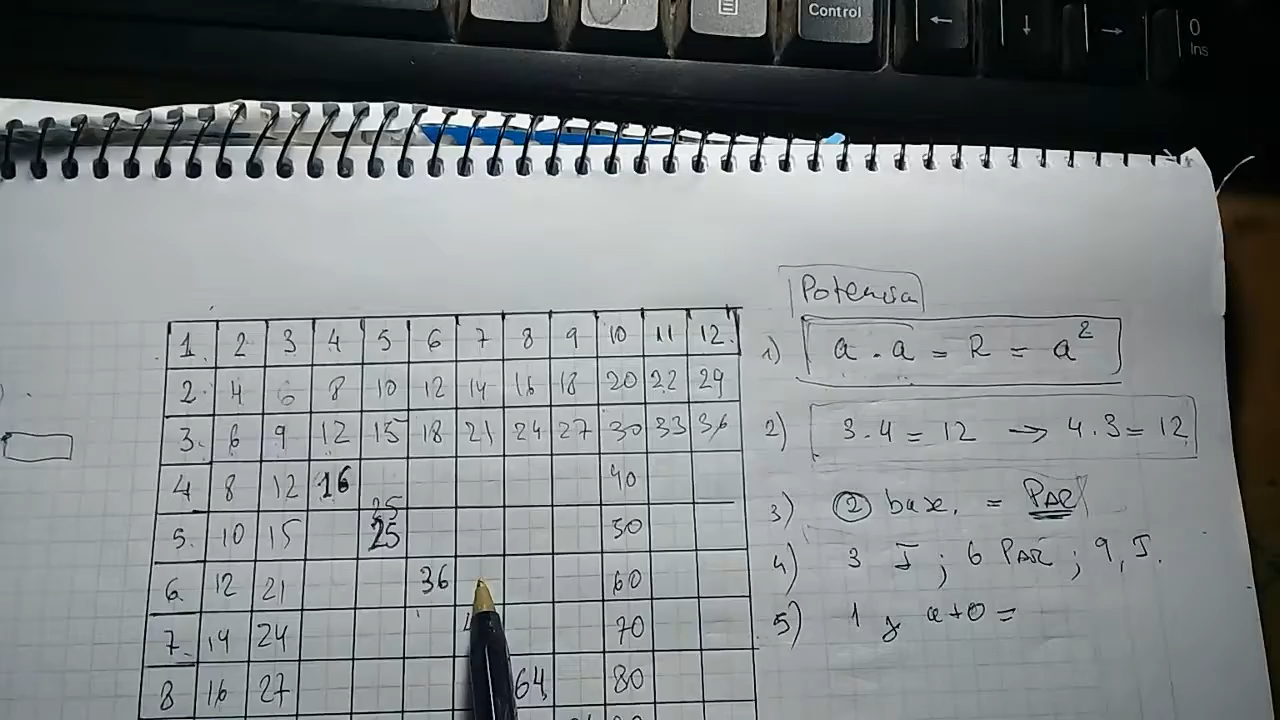 Control
←
↓
→
0
Ins
Potencia
1. 2 3 4 5 6 7 8 9 10 11 12.
2. 4 6 8 10 12 14 16 18 20 22 29
3. 6 9 12 15 18 21 24 27 30 33 36
4 8 12 16 40
25
5. 10 15 25 50
6. 12 21 36 60
7. 14 24 70
8 16 27 64 80
1) a . a = R = a²
2) 3.4 = 12 → 4.3 = 12
3) ② base, = PAR
4) 3 I ; 6 PAR ; 9, I.
5) 1 y a+0 =